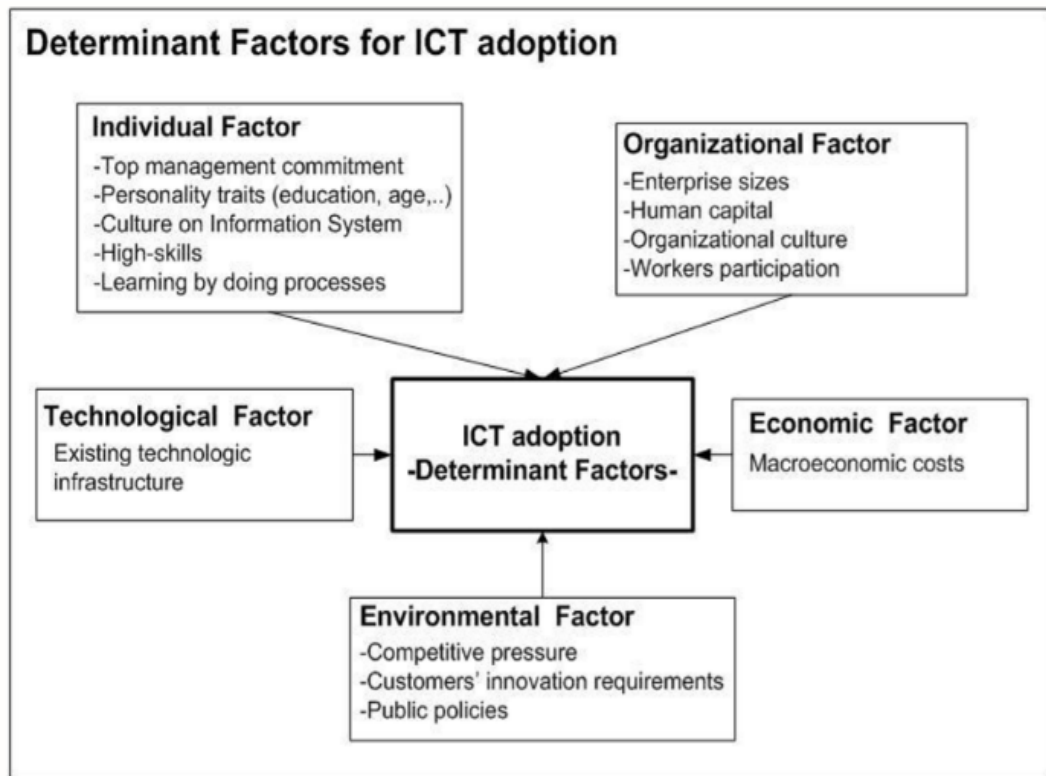 Determinant Factors for ICT adoption
Individual Factor
-Top management commitment
-Personality traits (education, age,..)
-Culture on Information System
-High-skills
-Learning by doing processes
Organizational Factor
-Enterprise sizes
-Human capital
-Organizational culture
-Workers participation
Technological Factor
Existing technologic
infrastructure
ICT adoption
-Determinant Factors-
Economic Factor
Macroeconomic costs
Environmental Factor
-Competitive pressure
-Customers' innovation requirements
-Public policies